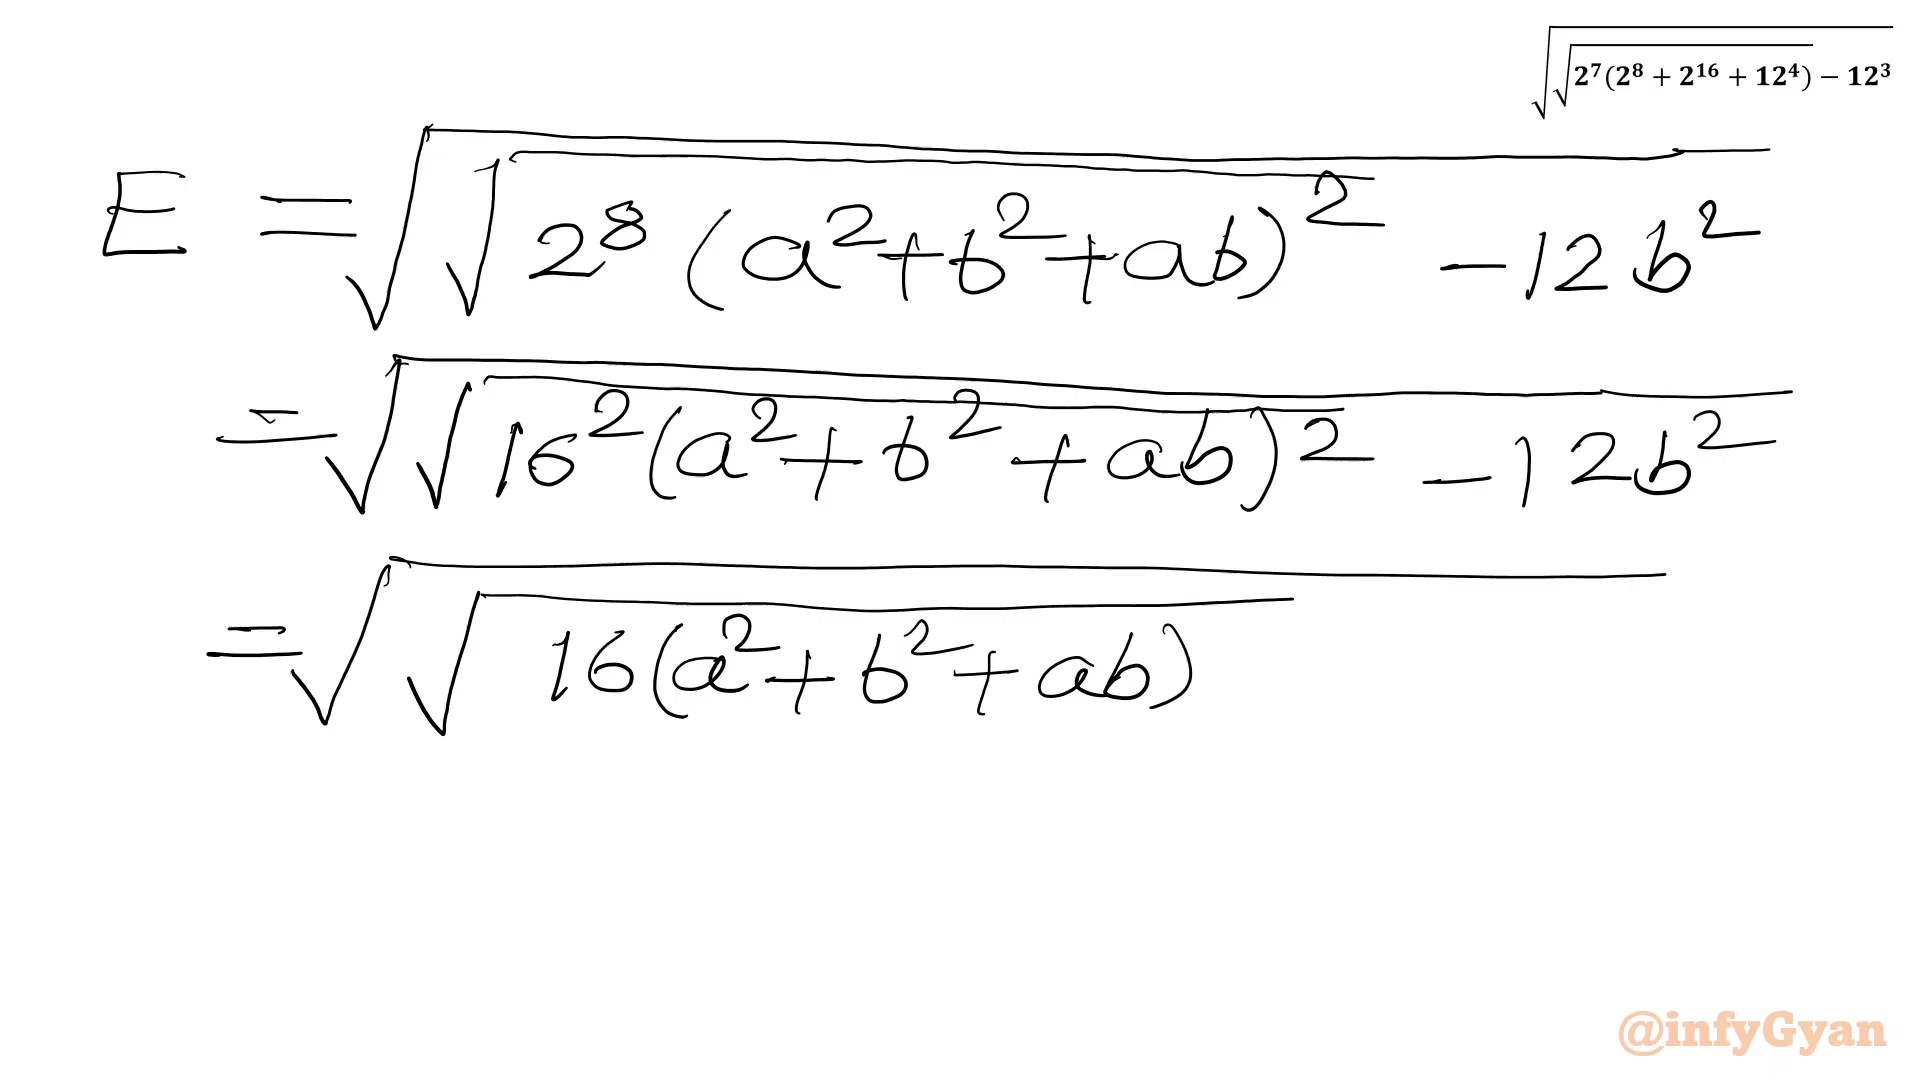 √(√(2⁷(2⁸ + 2¹⁶ + 12⁴)) − 12³)
E = √(√(2⁸(a² + b² + ab)²) − 12b²)
= √(√(16²(a² + b² + ab)²) − 12b²)
= √(√(16(a² + b² + ab)))
@infyGyan